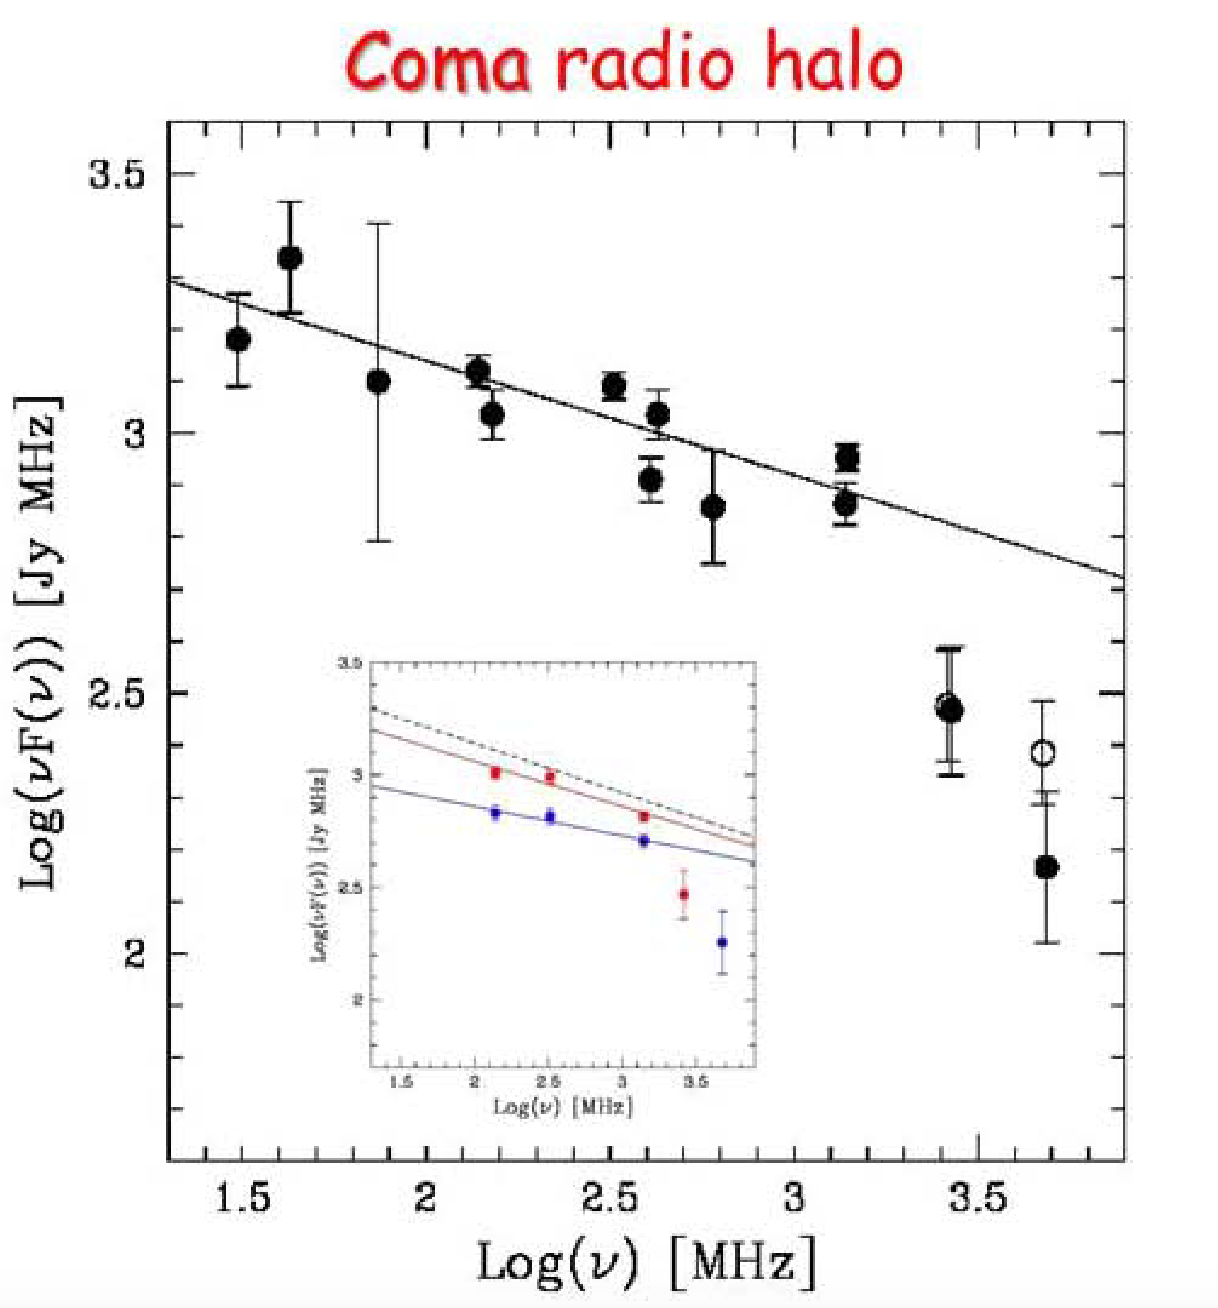 Coma radio halo
3.5
3
2.5
2
Log(νF(ν)) [Jy MHz]
1.5 2 2.5 3 3.5
Log(ν) [MHz]
3.5
3
2.5
2
Log(νF(ν)) [Jy MHz]
1.5 2 2.5 3 3.5
Log(ν) [MHz]